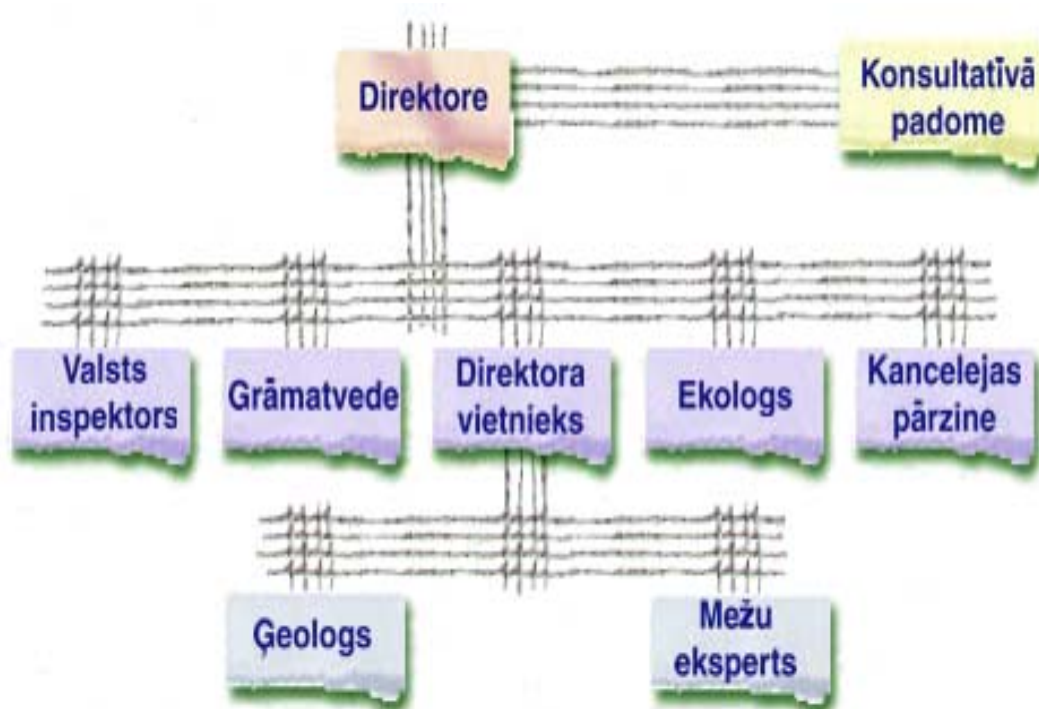 Direktore
Konsultatīvā
padome
Valsts
inspektors
Grāmatvede
Direktora
vietnieks
Ekologs
Kancelejas
pārzine
Ģeologs
Mežu
eksperts